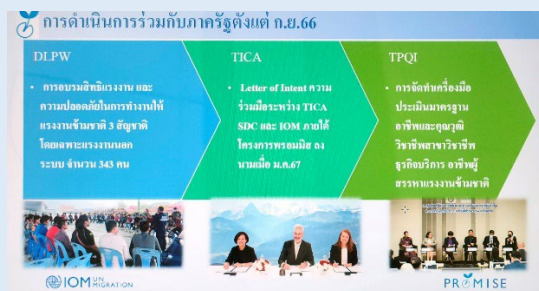 การดำเนินการร่วมกับภาครัฐตั้งแต่ ก.ย.66
DLPW
• การอบรมสิทธิแรงงาน และ
ความปลอดภัยในการทำงานให้
แรงงานข้ามชาติ 3 สัญชาติ
โดยเฉพาะแรงงานนอก
ระบบ จำนวน 343 คน
TICA
• Letter of Intent ความ
ร่วมมือระหว่าง TICA
SDC และ IOM ภายใต้
โครงการพรอมมิส ลง
นามเมื่อ ม.ค.67
TPQI
• การจัดทำเครื่องมือ
ประเมินมาตรฐาน
อาชีพและคุณวุฒิ
วิชาชีพสาขาวิชาชีพ
ธุรกิจบริการ อาชีพผู้
สรรหาแรงงานข้ามชาติ
IOM UN MIGRATION
PROMISE